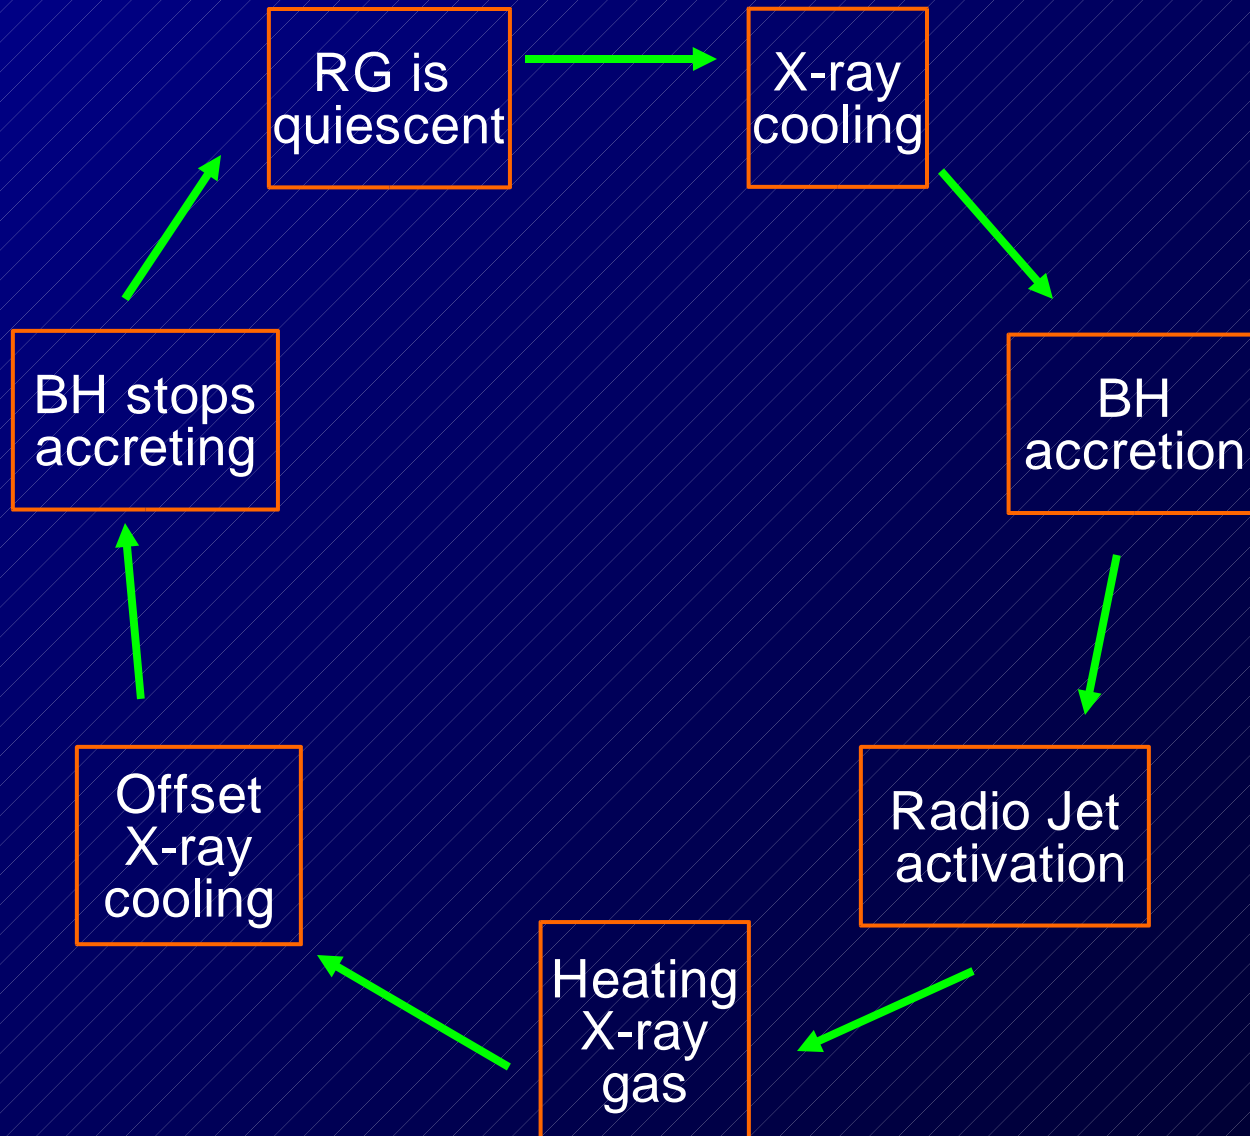 RG is
quiescent
X-ray
cooling
BH
accretion
Radio Jet
activation
Heating
X-ray
gas
Offset
X-ray
cooling
BH stops
accreting